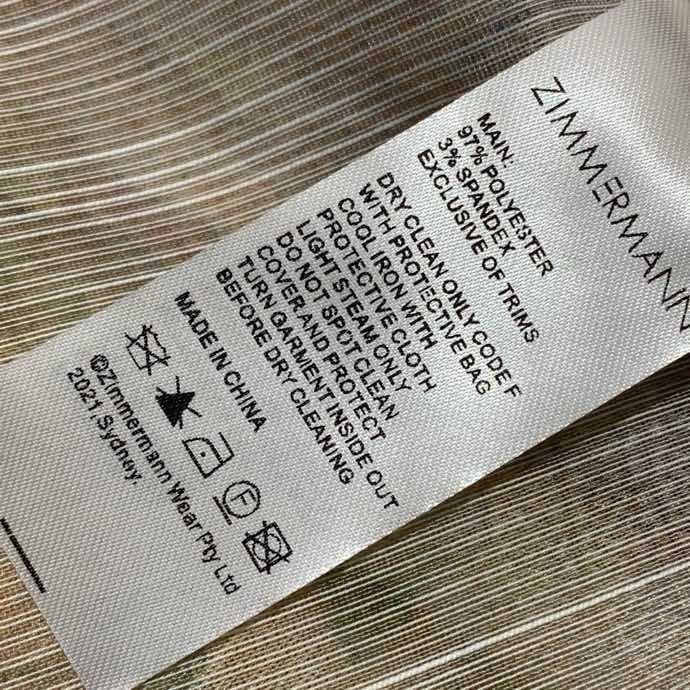 ZIMMERMANN
MAIN:
97% POLYESTER
3% SPANDEX
EXCLUSIVE OF TRIMS
DRY CLEAN ONLY CODE F
WITH PROTECTIVE BAG
COOL IRON WITH
PROTECTIVE CLOTH
LIGHT STEAM ONLY
DO NOT SPOT CLEAN
COVER AND PROTECT
TURN GARMENT INSIDE OUT
BEFORE DRY CLEANING
MADE IN CHINA
F
©Zimmermann Wear Pty Ltd
2021 Sydney.